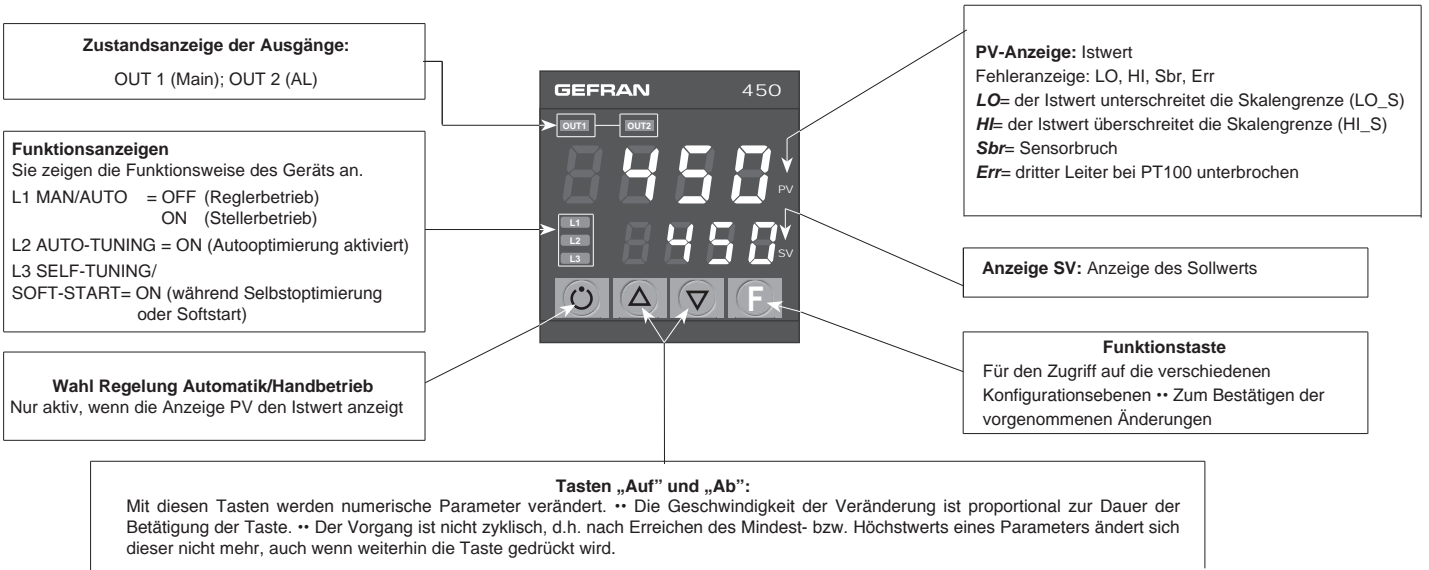 Zustandsanzeige der Ausgänge:
OUT 1 (Main); OUT 2 (AL)
Funktionsanzeigen
Sie zeigen die Funktionsweise des Geräts an.
L1 MAN/AUTO = OFF (Reglerbetrieb)
ON (Stellerbetrieb)
L2 AUTO-TUNING = ON (Autooptimierung aktiviert)
L3 SELF-TUNING/
SOFT-START= ON (während Selbstoptimierung
oder Softstart)
Wahl Regelung Automatik/Handbetrieb
Nur aktiv, wenn die Anzeige PV den Istwert anzeigt
GEFRAN 450
OUT1 OUT2
450
PV
L1
L2
L3
450
SV
F
PV-Anzeige: Istwert
Fehleranzeige: LO, HI, Sbr, Err
LO= der Istwert unterschreitet die Skalengrenze (LO_S)
HI= der Istwert überschreitet die Skalengrenze (HI_S)
Sbr= Sensorbruch
Err= dritter Leiter bei PT100 unterbrochen
Anzeige SV: Anzeige des Sollwerts
Funktionstaste
Für den Zugriff auf die verschiedenen
Konfigurationsebenen •• Zum Bestätigen der
vorgenommenen Änderungen
Tasten „Auf” und „Ab”:
Mit diesen Tasten werden numerische Parameter verändert. •• Die Geschwindigkeit der Veränderung ist proportional zur Dauer der
Betätigung der Taste. •• Der Vorgang ist nicht zyklisch, d.h. nach Erreichen des Mindest- bzw. Höchstwerts eines Parameters ändert sich
dieser nicht mehr, auch wenn weiterhin die Taste gedrückt wird.